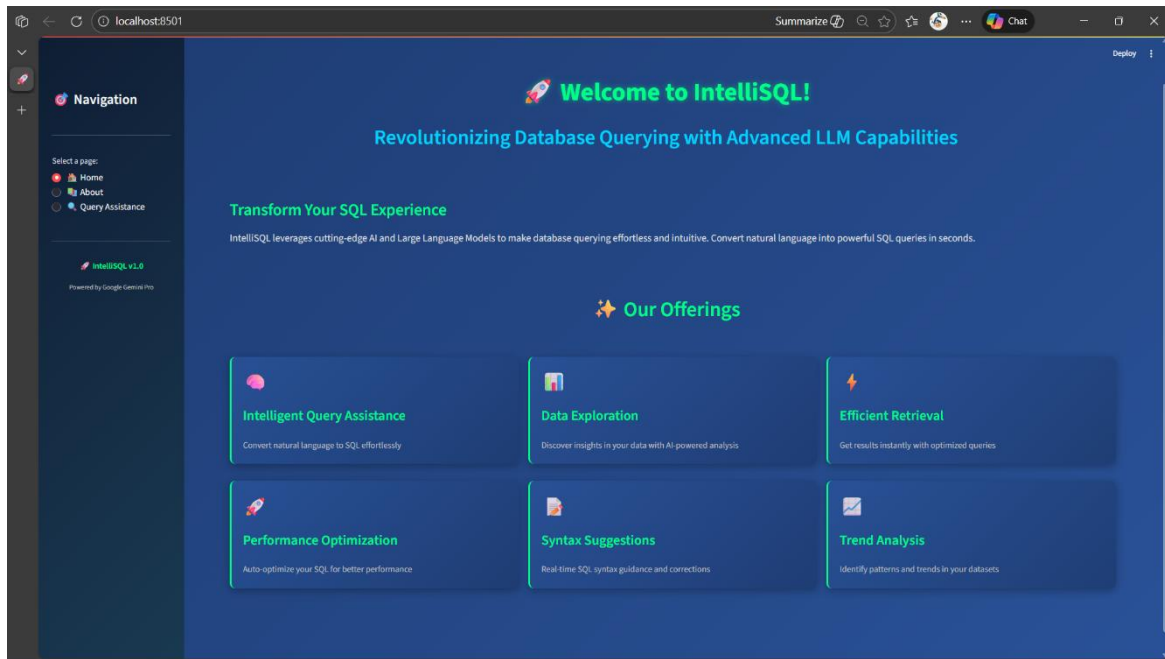 localhost:8501
Summarize
Chat
Deploy
Navigation
Select a page:
Home
About
Query Assistance
IntelliSQL v1.0
Powered by Google Gemini Pro
Welcome to IntelliSQL!
Revolutionizing Database Querying with Advanced LLM Capabilities
Transform Your SQL Experience
IntelliSQL leverages cutting-edge AI and Large Language Models to make database querying effortless and intuitive. Convert natural language into powerful SQL queries in seconds.
Our Offerings
Intelligent Query Assistance
Convert natural language to SQL effortlessly
Data Exploration
Discover insights in your data with AI-powered analysis
Efficient Retrieval
Get results instantly with optimized queries
Performance Optimization
Auto-optimize your SQL for better performance
Syntax Suggestions
Real-time SQL syntax guidance and corrections
Trend Analysis
Identify patterns and trends in your datasets